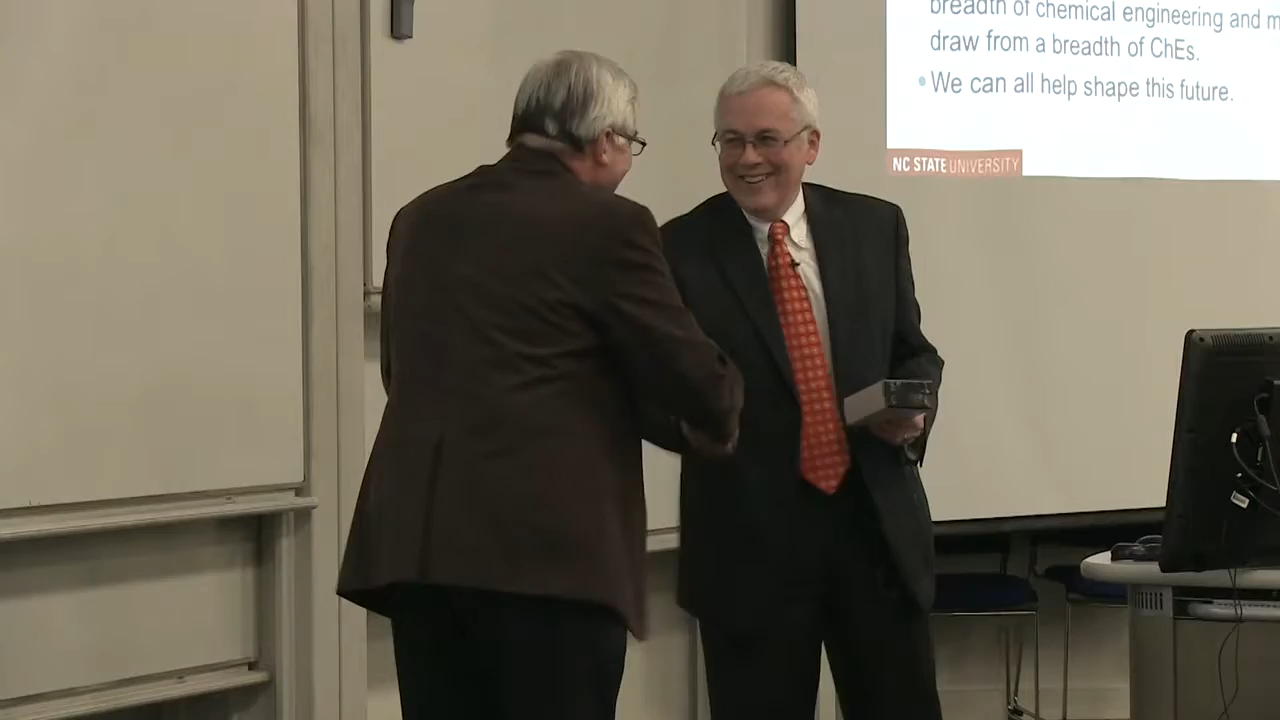 breadth of chemical engineering and
draw from a breadth of ChEs.
• We can all help shape this future.
NC STATE UNIVERSITY